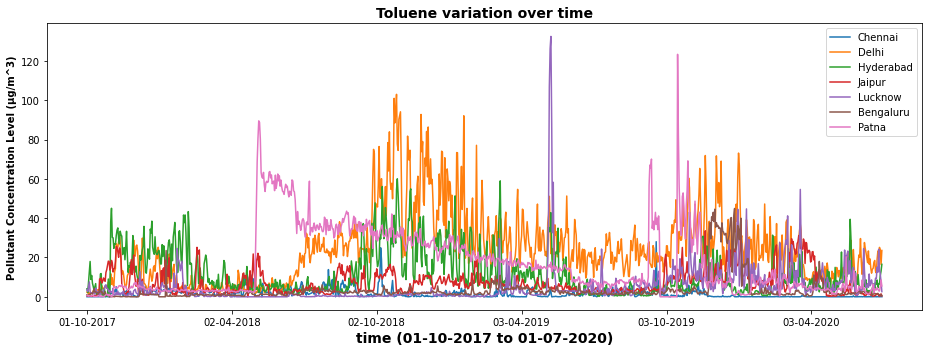 Toluene variation over time
Pollutant Concentration Level (μg/m^3)
120
100
80
60
40
20
0
Chennai
Delhi
Hyderabad
Jaipur
Lucknow
Bengaluru
Patna
01-10-2017
02-04-2018
02-10-2018
03-04-2019
03-10-2019
03-04-2020
time (01-10-2017 to 01-07-2020)